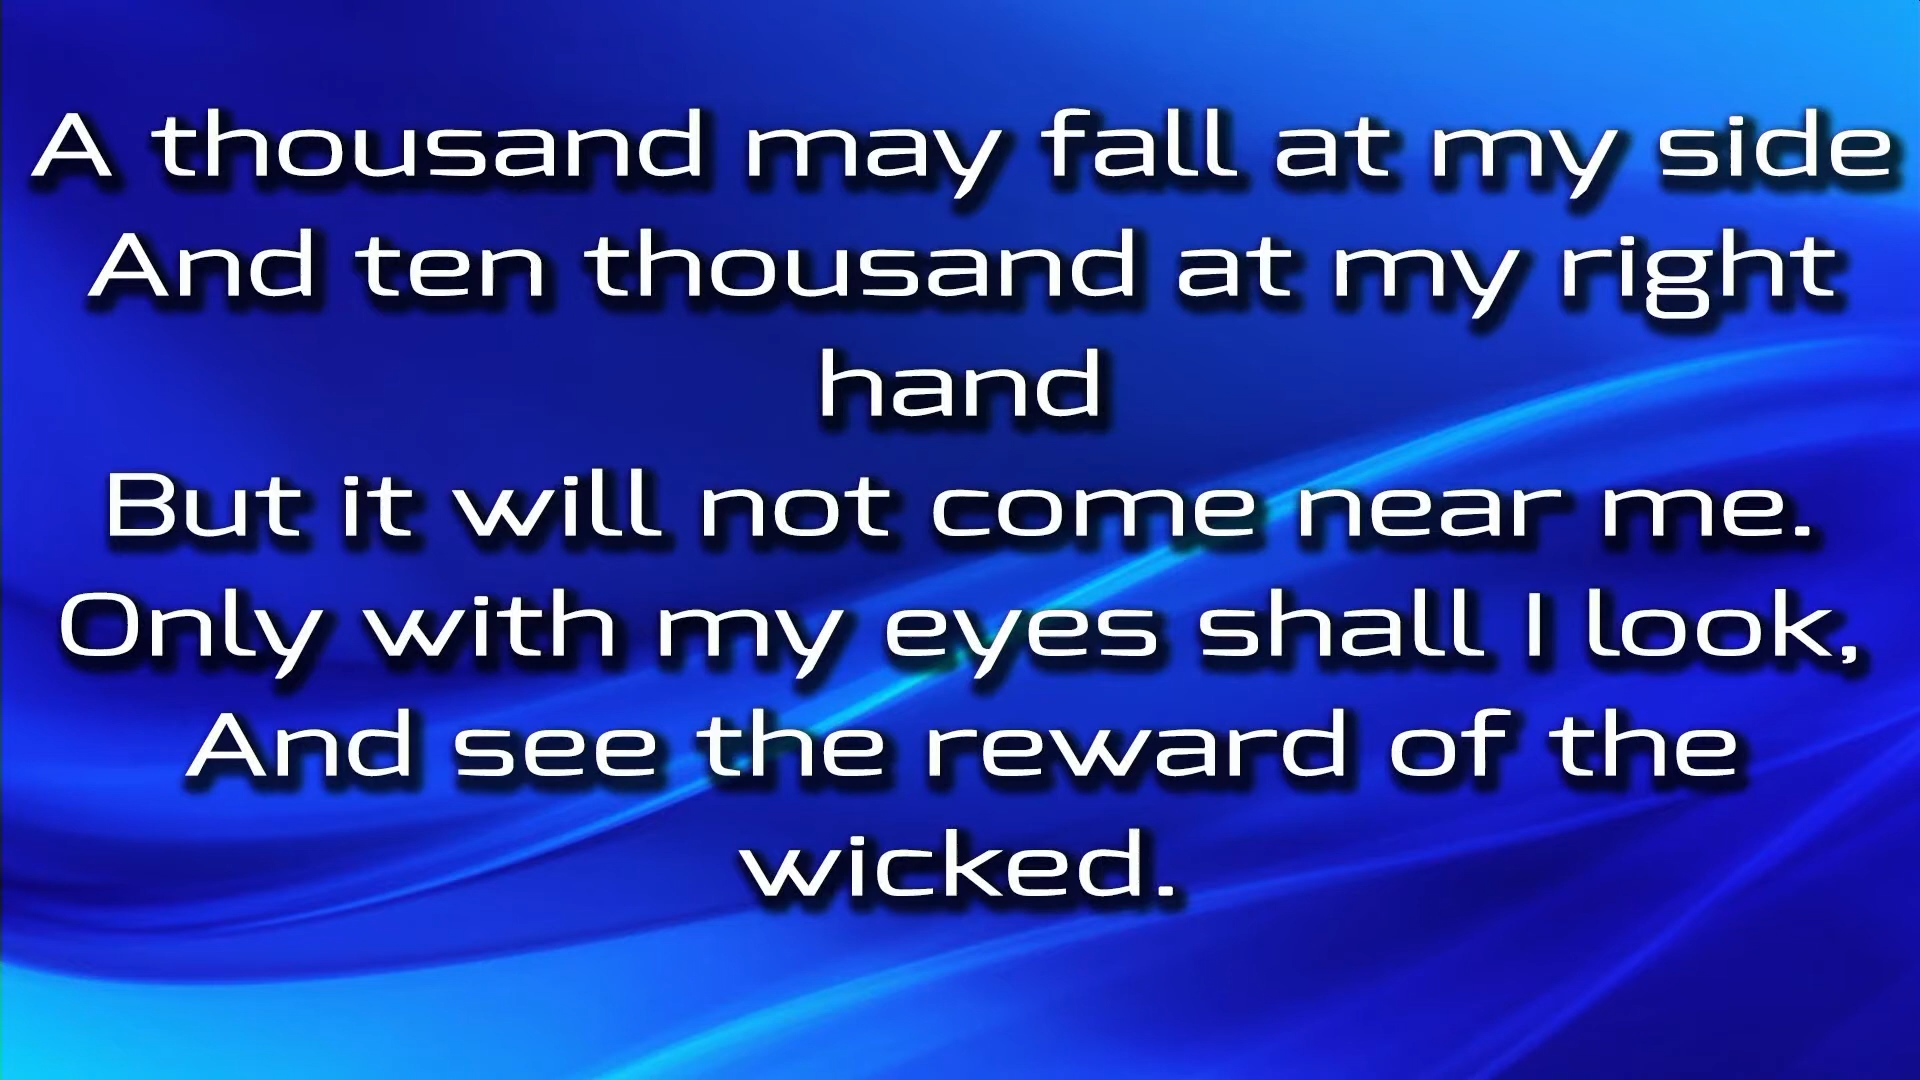 A thousand may fall at my side
And ten thousand at my right
hand
But it will not come near me.
Only with my eyes shall I look,
And see the reward of the
wicked.